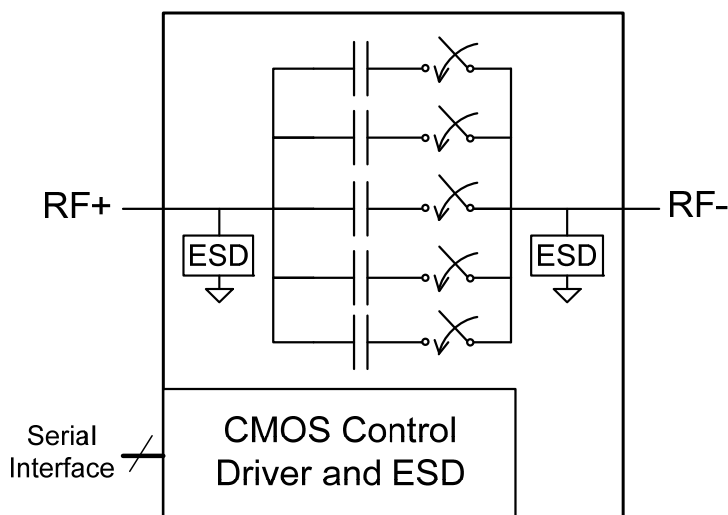 RF+
RF-
ESD
ESD
Serial
Interface
CMOS Control
Driver and ESD